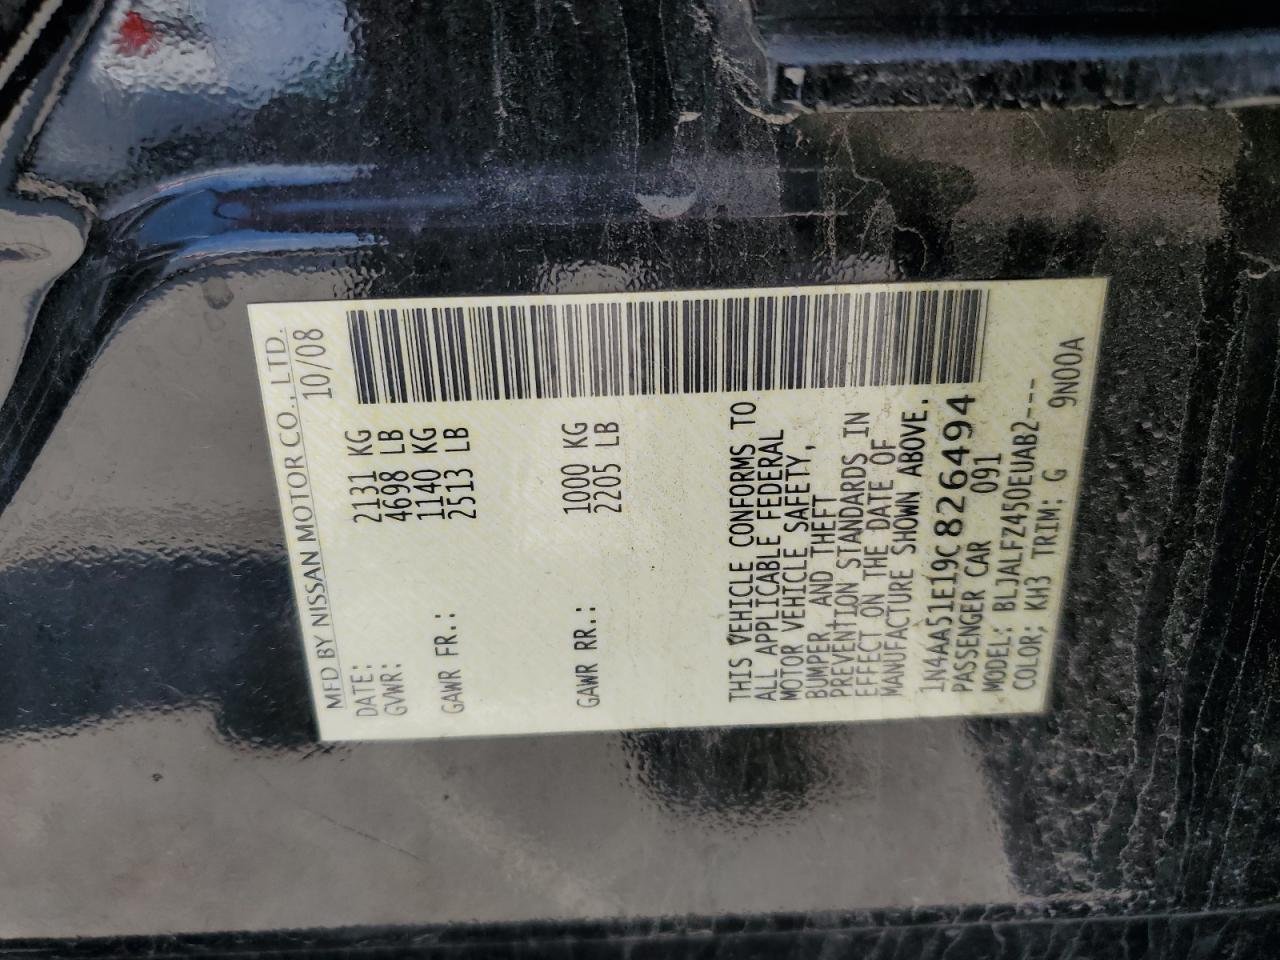 MFD BY NISSAN MOTOR CO., LTD.
DATE: 10/08
GVWR: 2131 KG
4698 LB
GAWR FR.: 1140 KG
2513 LB
GAWR RR.: 1000 KG
2205 LB
THIS VEHICLE CONFORMS TO
ALL APPLICABLE FEDERAL
MOTOR VEHICLE SAFETY,
BUMPER, AND THEFT
PREVENTION STANDARDS IN
EFFECT ON THE DATE OF
MANUFACTURE SHOWN ABOVE.
1N4AA51E19C826494
PASSENGER CAR 091
MODEL: BLJALFZ450EUAB2---
COLOR; KH3 TRIM; G 9N00A